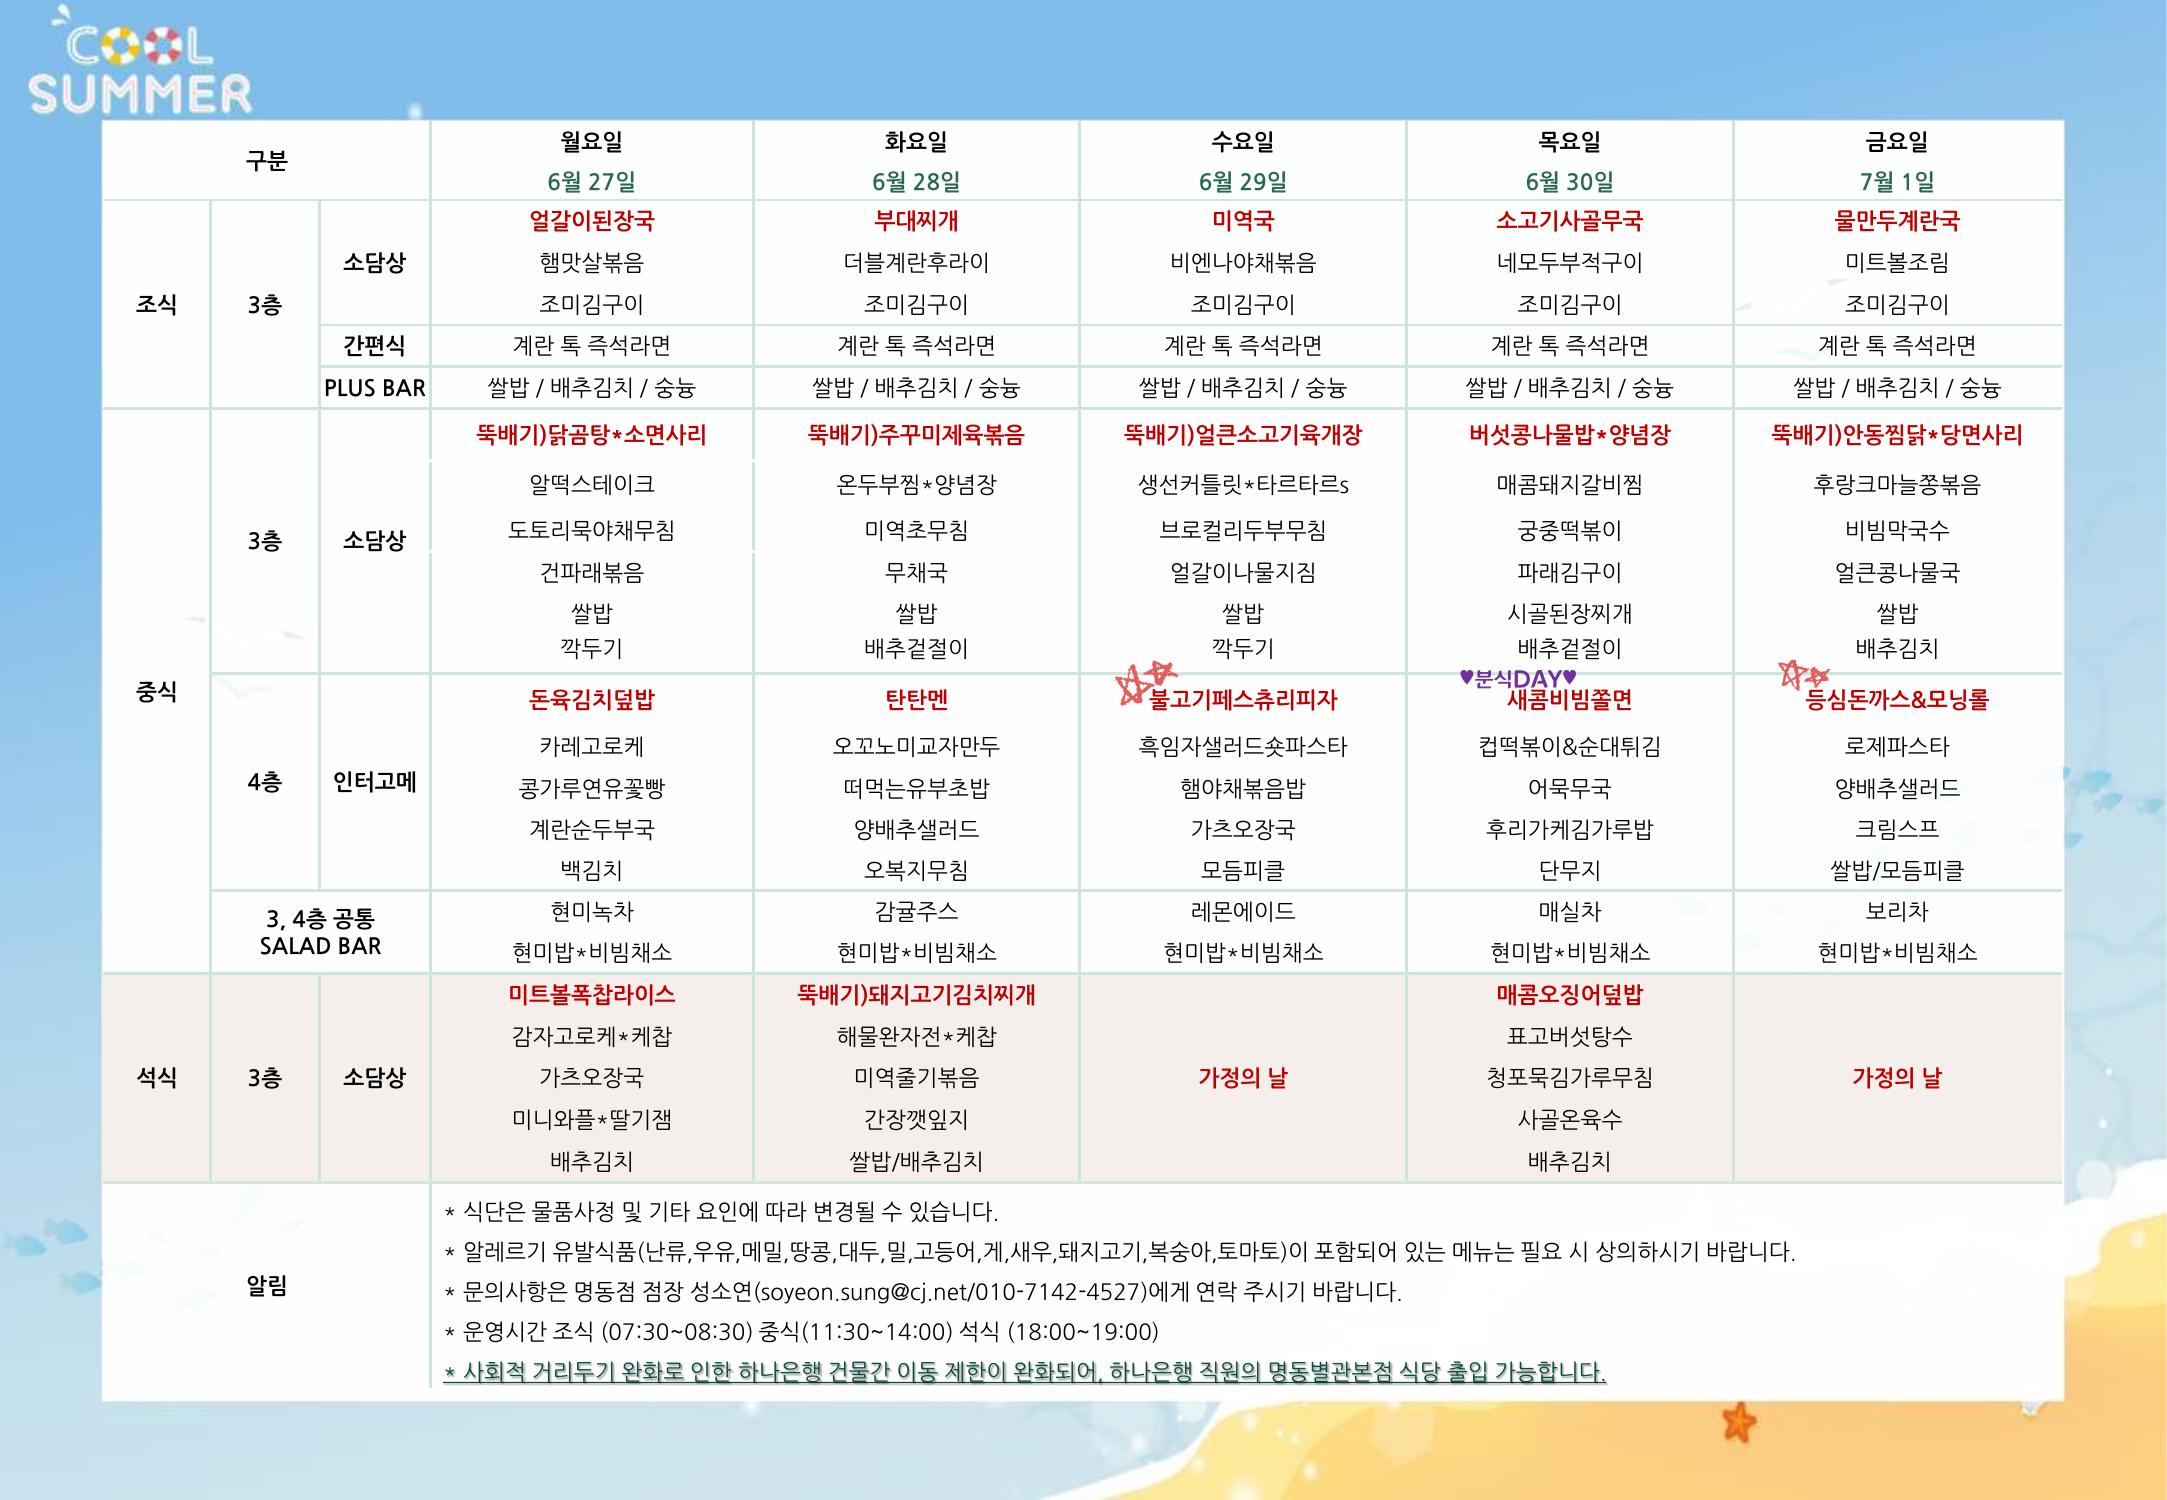 COOL
SUMMER
구분 월요일 화요일 수요일 목요일 금요일
6월 27일 6월 28일 6월 29일 6월 30일 7월 1일
조식 3층 소담상 얼갈이된장국 부대찌개 미역국 소고기사골무국 물만두계란국
햄맛살볶음 더블계란후라이 비엔나야채볶음 네모두부적구이 미트볼조림
조미김구이 조미김구이 조미김구이 조미김구이 조미김구이
간편식 계란 톡 즉석라면 계란 톡 즉석라면 계란 톡 즉석라면 계란 톡 즉석라면 계란 톡 즉석라면
PLUS BAR 쌀밥 / 배추김치 / 숭늉 쌀밥 / 배추김치 / 숭늉 쌀밥 / 배추김치 / 숭늉 쌀밥 / 배추김치 / 숭늉 쌀밥 / 배추김치 / 숭늉
중식 3층 소담상 뚝배기)닭곰탕*소면사리 뚝배기)주꾸미제육볶음 뚝배기)얼큰소고기육개장 버섯콩나물밥*양념장 뚝배기)안동찜닭*당면사리
알떡스테이크 온두부찜*양념장 생선커틀릿*타르타르s 매콤돼지갈비찜 후랑크마늘쫑볶음
도토리묵야채무침 미역초무침 브로컬리두부무침 궁중떡볶이 비빔막국수
건파래볶음 무채국 얼갈이나물지짐 파래김구이 얼큰콩나물국
쌀밥 쌀밥 쌀밥 시골된장찌개 쌀밥
깍두기 배추겉절이 깍두기 배추겉절이 배추김치
♥분식DAY♥
4층 인터고메 돈육김치덮밥 탄탄멘 불고기페스츄리피자 새콤비빔쫄면 등심돈까스&모닝롤
카레고로케 오꼬노미교자만두 흑임자샐러드숏파스타 컵떡볶이&순대튀김 로제파스타
콩가루연유꽃빵 떠먹는유부초밥 햄야채볶음밥 어묵무국 양배추샐러드
계란순두부국 양배추샐러드 가츠오장국 후리가케김가루밥 크림스프
백김치 오복지무침 모듬피클 단무지 쌀밥/모듬피클
3, 4층 공통
SALAD BAR
현미녹차 감귤주스 레몬에이드 매실차 보리차
현미밥*비빔채소 현미밥*비빔채소 현미밥*비빔채소 현미밥*비빔채소 현미밥*비빔채소
석식 3층 소담상 미트볼폭찹라이스 뚝배기)돼지고기김치찌개 가정의 날 매콤오징어덮밥 가정의 날
감자고로케*케찹 해물완자전*케찹 표고버섯탕수
가츠오장국 미역줄기볶음 청포묵김가루무침
미니와플*딸기잼 간장깻잎지 사골온육수
배추김치 쌀밥/배추김치 배추김치
알림
* 식단은 물품사정 및 기타 요인에 따라 변경될 수 있습니다.
* 알레르기 유발식품(난류,우유,메밀,땅콩,대두,밀,고등어,게,새우,돼지고기,복숭아,토마토)이 포함되어 있는 메뉴는 필요 시 상의하시기 바랍니다.
* 문의사항은 명동점 점장 성소연(soyeon.sung@cj.net/010-7142-4527)에게 연락 주시기 바랍니다.
* 운영시간 조식 (07:30~08:30) 중식(11:30~14:00) 석식 (18:00~19:00)
* 사회적 거리두기 완화로 인한 하나은행 건물간 이동 제한이 완화되어, 하나은행 직원의 명동별관본점 식당 출입 가능합니다.